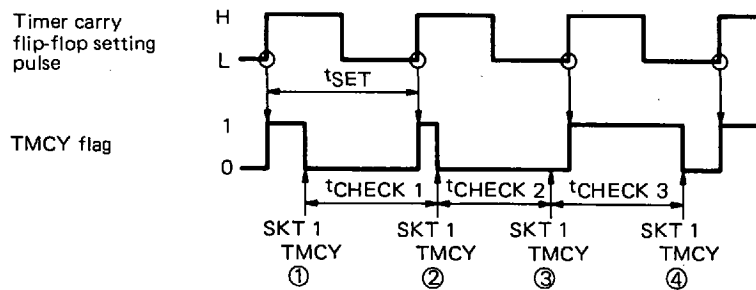 Timer carry
flip-flop setting
pulse
H
L
tSET
TMCY flag
1
0
tCHECK 1
tCHECK 2
tCHECK 3
SKT 1
TMCY
①
SKT 1
TMCY
②
SKT 1
TMCY
③
SKT 1
TMCY
④